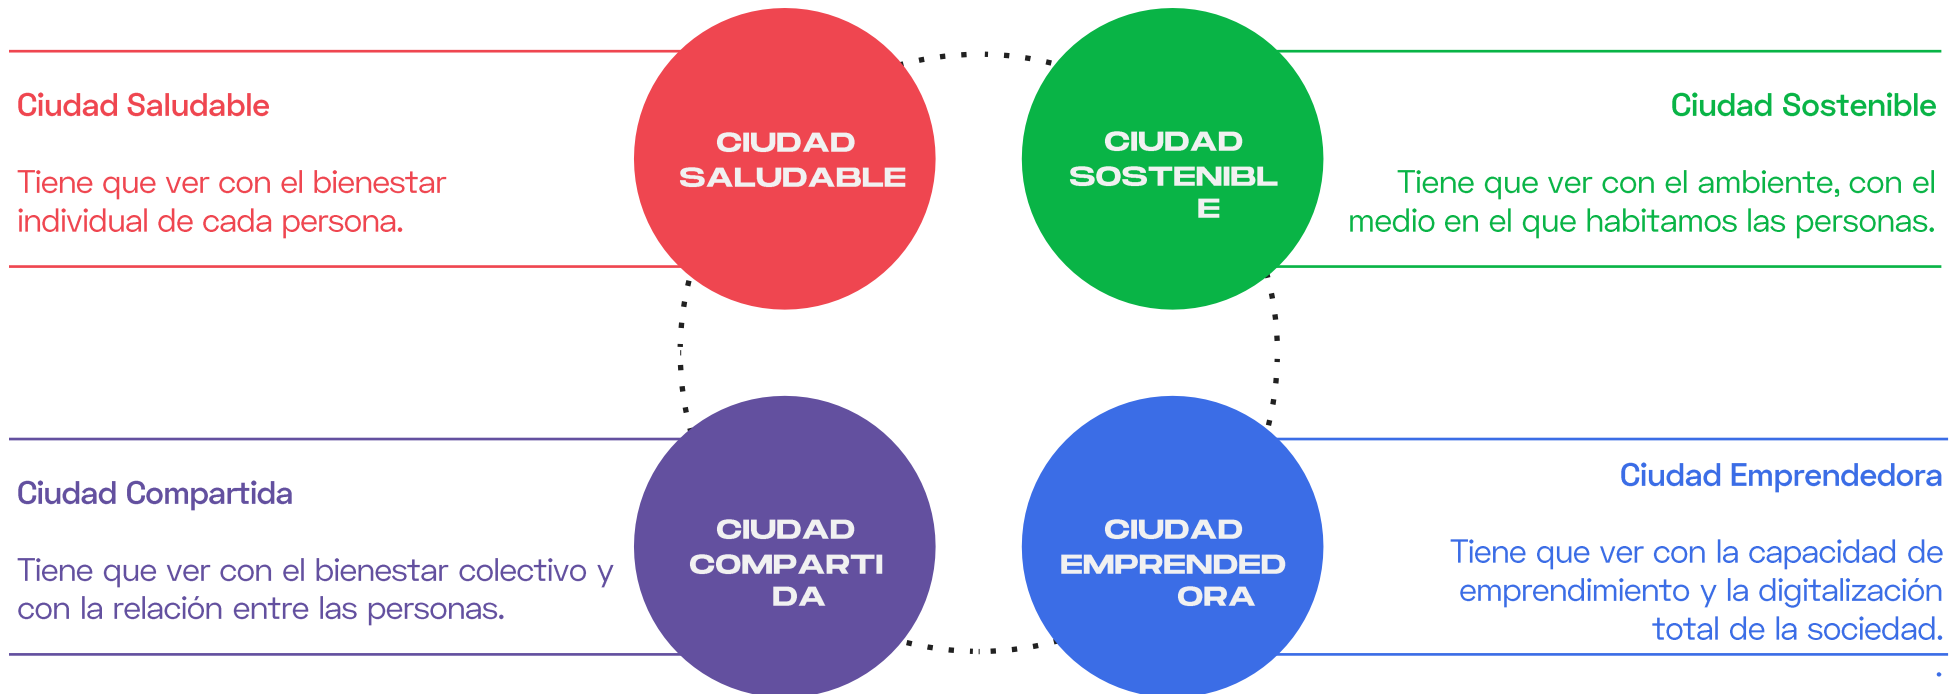 Ciudad Saludable
Tiene que ver con el bienestar
individual de cada persona.
CIUDAD
SALUDABLE
CIUDAD
SOSTENIBL
E
Ciudad Sostenible
Tiene que ver con el ambiente, con el
medio en el que habitamos las personas.
Ciudad Compartida
Tiene que ver con el bienestar colectivo y
con la relación entre las personas.
CIUDAD
COMPARTI
DA
CIUDAD
EMPRENDED
ORA
Ciudad Emprendedora
Tiene que ver con la capacidad de
emprendimiento y la digitalización
total de la sociedad.
.